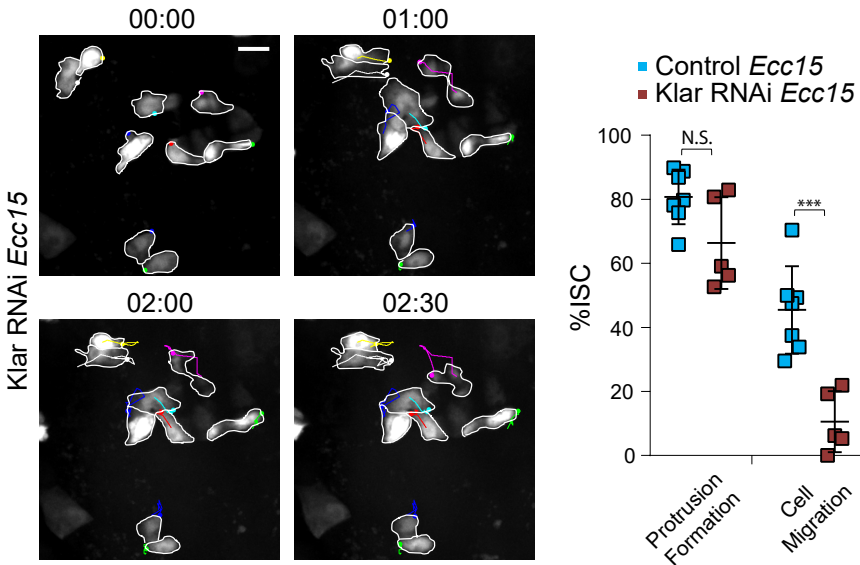 00:00
01:00
Klar RNAi Ecc15
02:00
02:30
Control Ecc15
Klar RNAi Ecc15
N.S.
***
%ISC
100
80
60
40
20
0
Protrusion
Formation
Cell
Migration